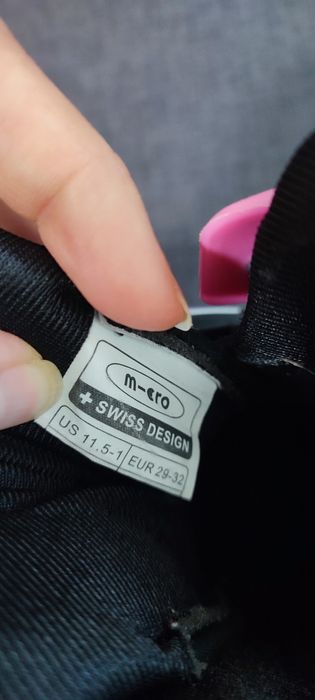 m-cro
+ SWISS DESIGN
US 11.5-1 EUR 29-32